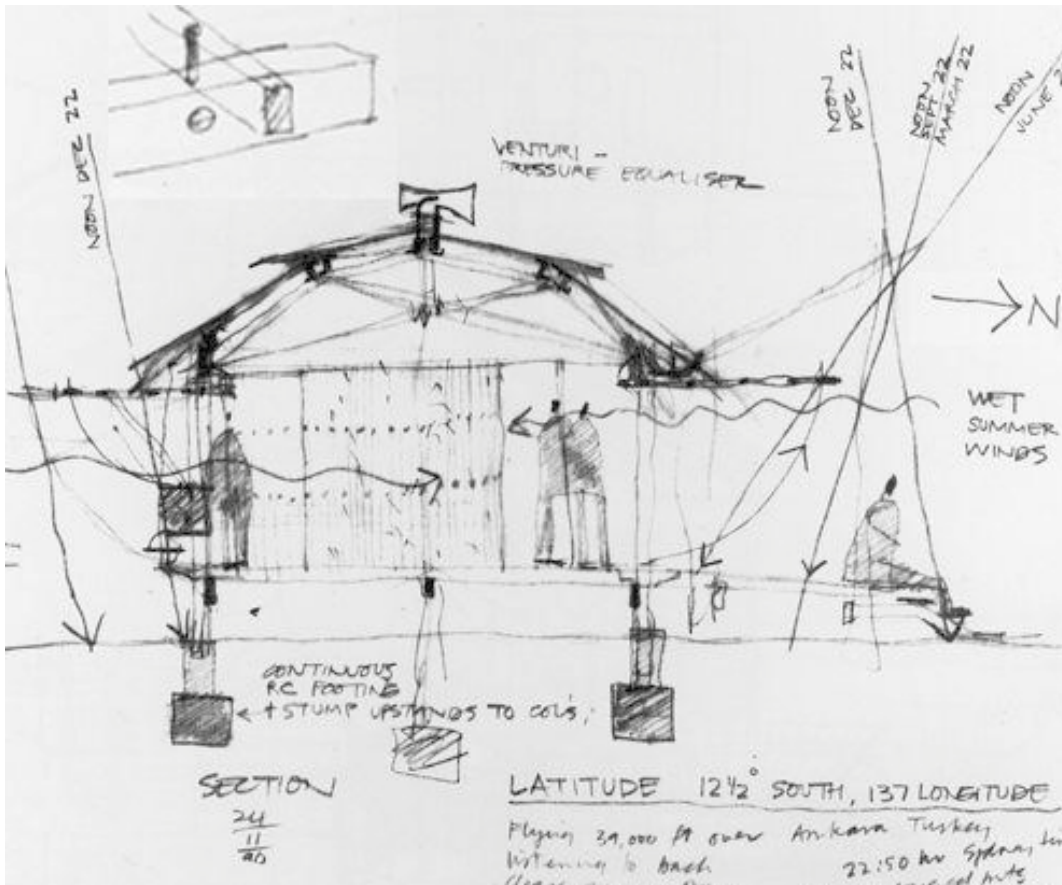 NOON DEC 22
VENTURI -
PRESSURE EQUALISER
NOON
DEC 22
NOON
SEPT 22
MARCH 22
NOON
JUNE 2
N
WET
SUMMER
WINDS
CONTINUOUS
RC FOOTING
+ STUMP UPSTANDS TO COLS,
SECTION
24
11
90
LATITUDE 12½° SOUTH, 137 LONGITUDE
Flying 39,000 ft over Ankara Turkey
listening to bach 22:50 hr